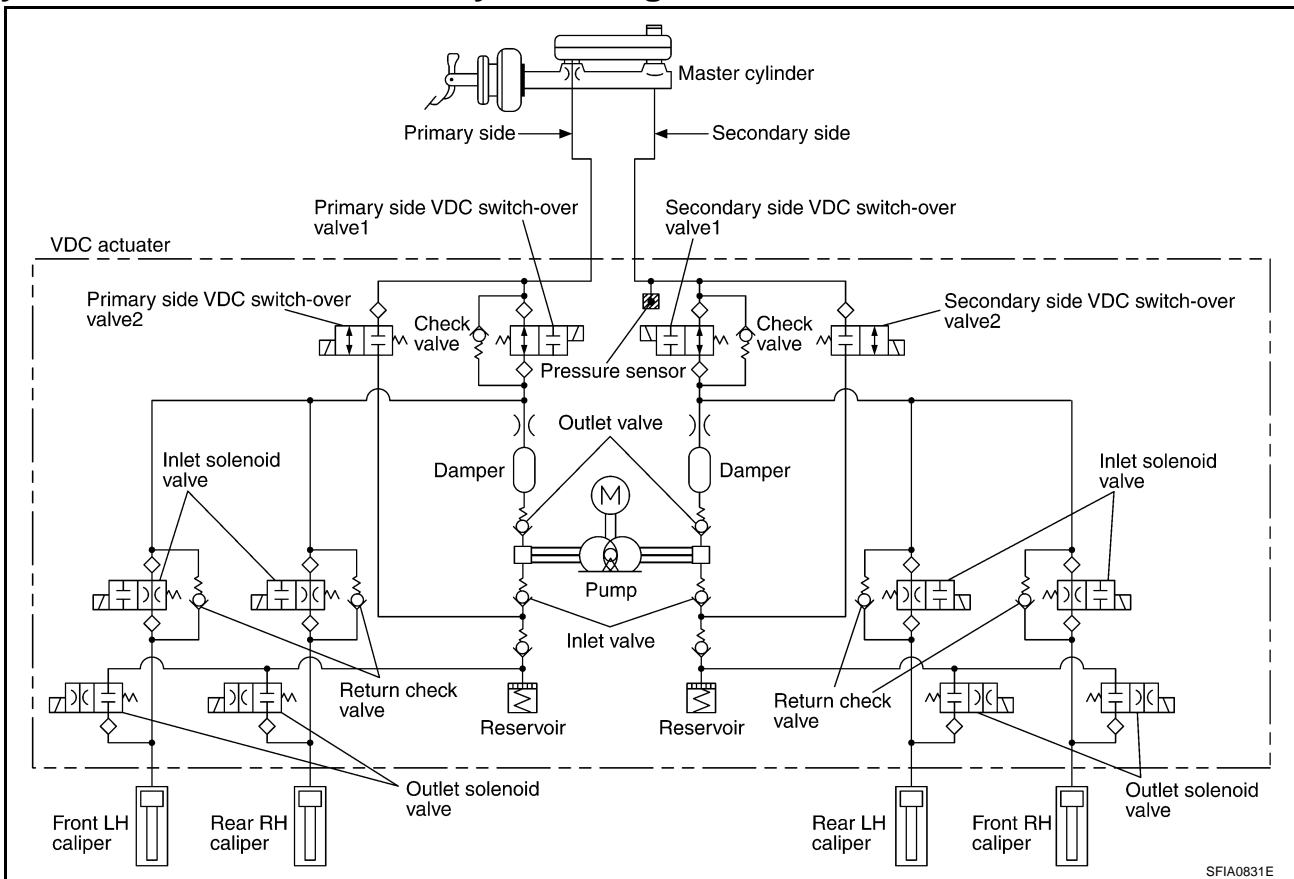 Master cylinder
Primary side
Secondary side
Primary side VDC switch-over
valve1
Secondary side VDC switch-over
valve1
VDC actuater
Primary side VDC switch-over
valve2
Check
valve
Pressure sensor
Check
valve
Secondary side VDC switch-over
valve2
Outlet valve
Inlet solenoid
valve
Damper
M
Damper
Inlet solenoid
valve
Pump
Inlet valve
Return check
valve
Reservoir
Reservoir
Return check
valve
Outlet solenoid
valve
Outlet solenoid
valve
Front LH
caliper
Rear RH
caliper
Rear LH
caliper
Front RH
caliper
SFIA0831E